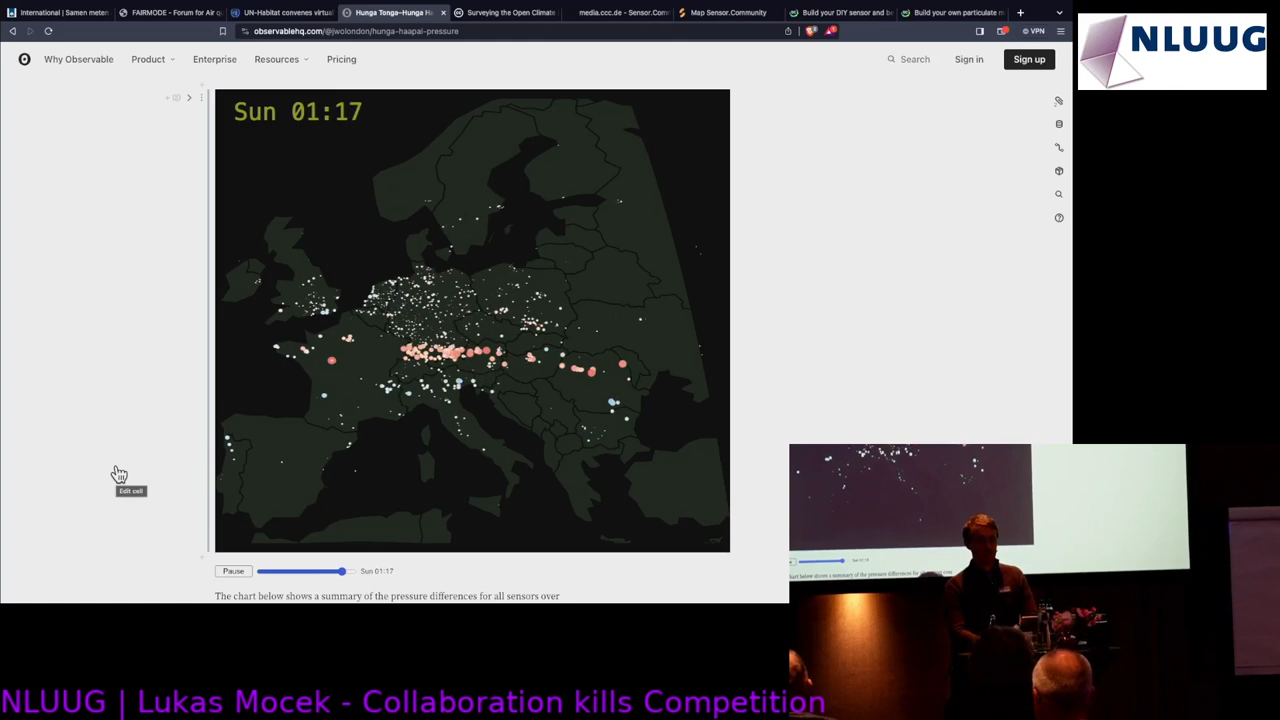 International | Samen meten
FAIRMODE - Forum for Air qu
UN-Habitat convenes virtual
Hunga Tonga–Hunga Ha
Surveying the Open Climate
media.ccc.de - Sensor.Com
Map Sensor.Community
Build your DIY sensor and be
Build your own particulate m
observablehq.com/@jwolondon/hunga-haapai-pressure
VPN
Why Observable
Product
Enterprise
Resources
Pricing
Search
Sign in
Sign up
NLUUG
Sun 01:17
Edit cell
Pause
Sun 01:17
The chart below shows a summary of the pressure differences for all sensors over
NLUUG | Lukas Mocek - Collaboration kills Competition